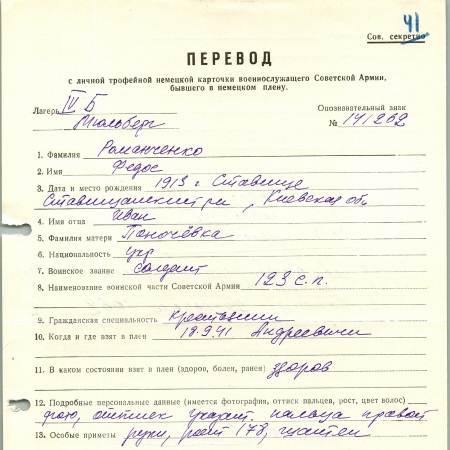 41
Сов. секретно
ПЕРЕВОД
с личной трофейной немецкой карточки военнослужащего Советской Армии,
бывшего в немецком плену.
Лагерь IV Б
Мюльберг
Опознавательный знак
№ 141262
1. Фамилия Романченко
2. Имя Федос
3. Дата и место рождения 1913 г Ставище
Ставищанский р-н, Киевская об
4. Имя отца Иван
5. Фамилия матери Паночевка
6. Национальность укр
7. Воинское звание солдат
8. Наименование воинской части Советской Армии 123 с.п.
9. Гражданская специальность крестьянин
10. Когда и где взят в плен 18.9.41 Андреевичи
11. В каком состоянии взят в плен (здоров, болен, ранен) здоров
12. Подробные персональные данные (имеется фотография, оттиск пальцев, рост, цвет волос)
фото, оттиск указат. пальца правой
13. Особые приметы руки, рост 178,